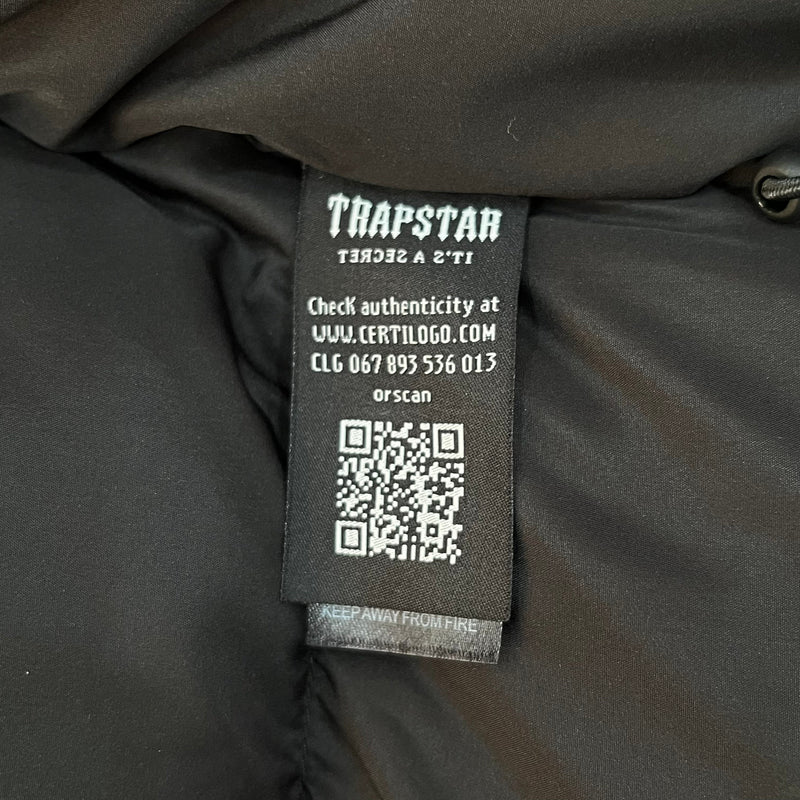 TRAPSTAR
IT'S A SECRET
Check authenticity at
WWW.CERTILOGO.COM
CLG 067 893 536 013
orscan
KEEP AWAY FROM FIRE